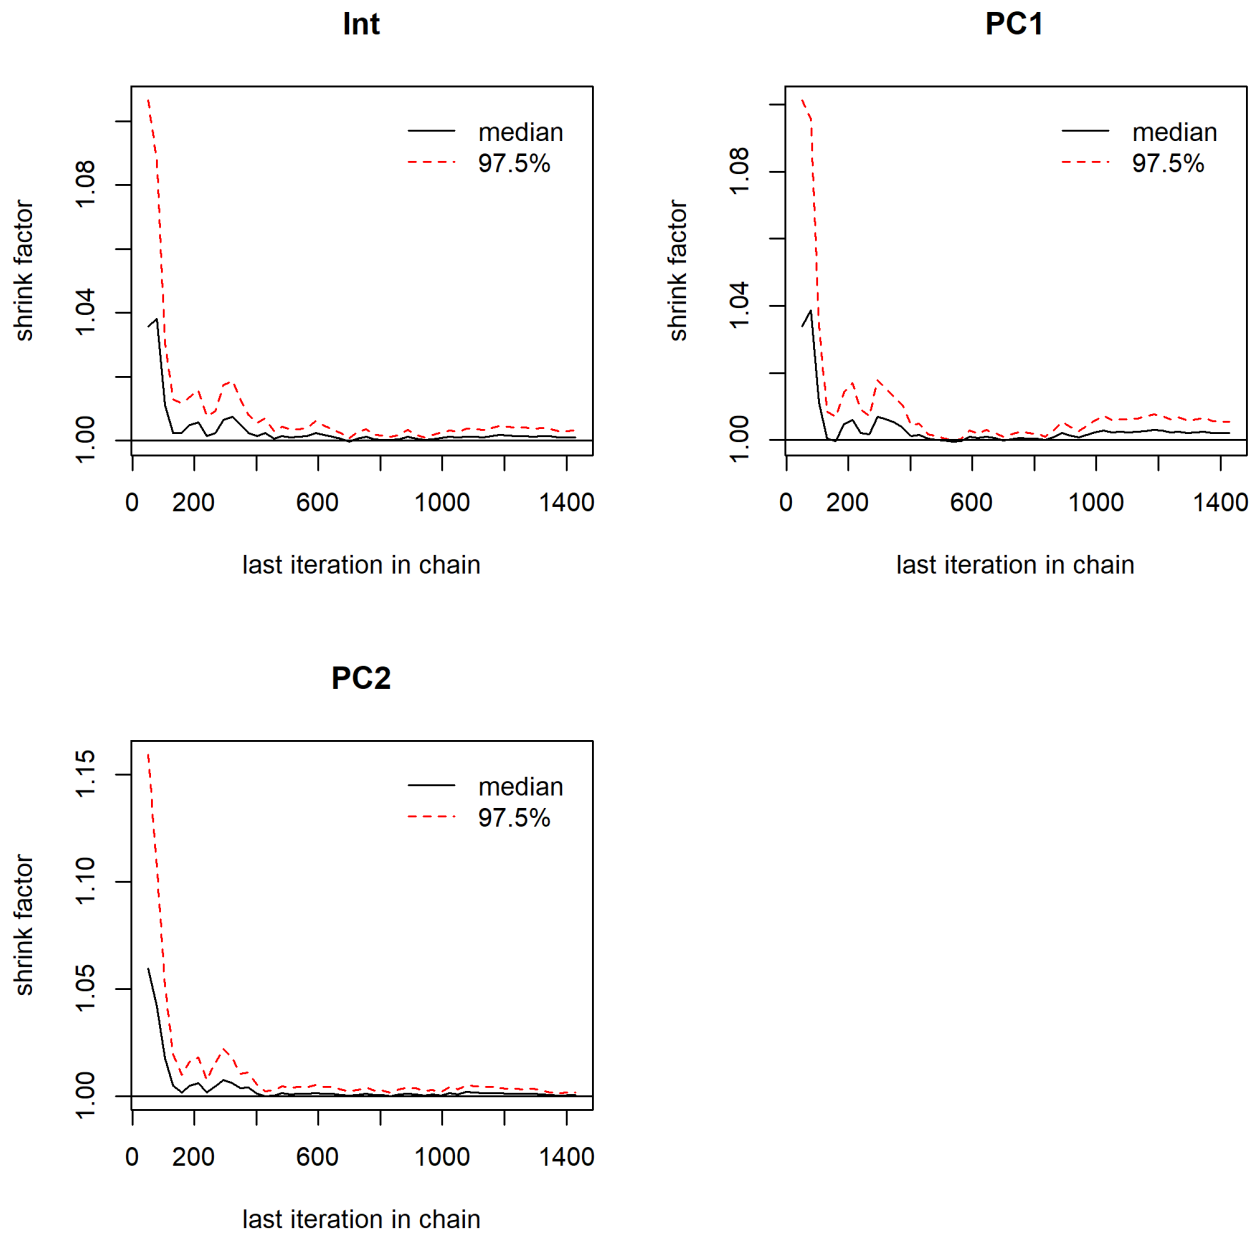 Int
median
97.5%
1.08
1.04
1.00
shrink factor
0 200 600 1000 1400
last iteration in chain
PC1
median
97.5%
1.08
1.04
1.00
shrink factor
0 200 600 1000 1400
last iteration in chain
PC2
median
97.5%
1.15
1.10
1.05
1.00
shrink factor
0 200 600 1000 1400
last iteration in chain